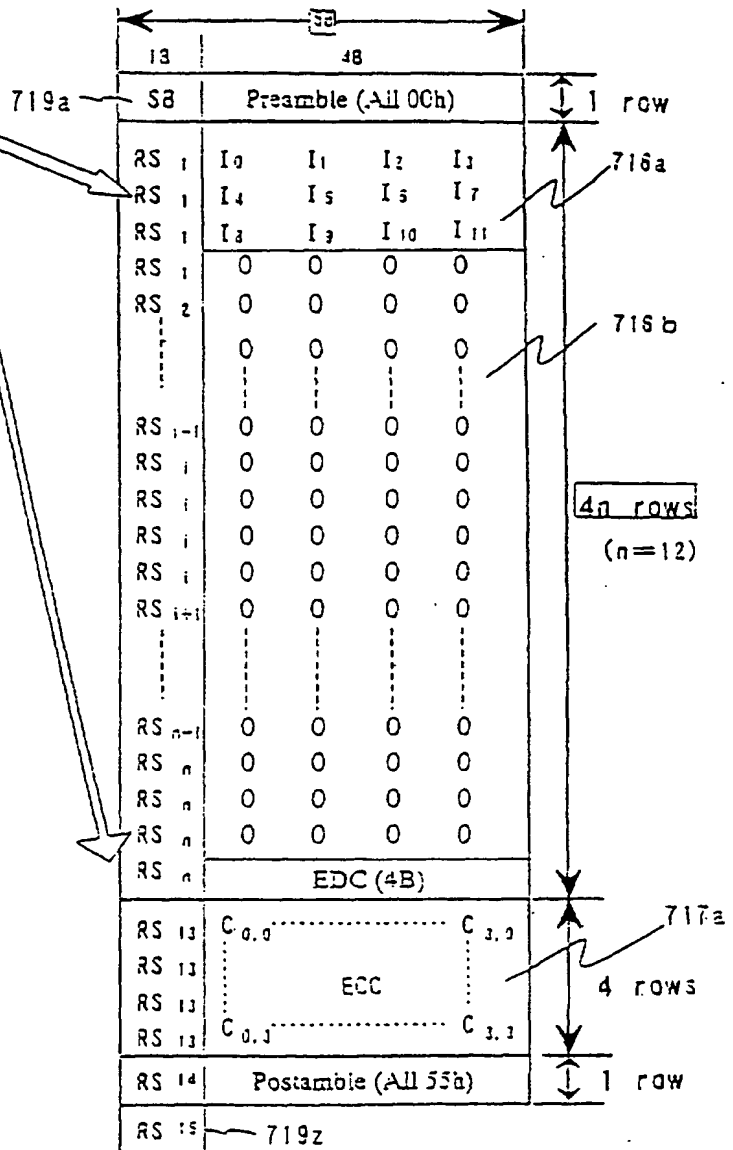 5B
1B 4B
719a SB Preamble (All 00h) 1 row
RS 1 I0 I1 I2 I3 716a
RS 1 I4 I5 I6 I7
RS 1 I8 I9 I10 I11
RS 1 0 0 0 0
RS 2 0 0 0 0 716b
0 0 0 0
RS i-1 0 0 0 0
RS i 0 0 0 0
RS i 0 0 0 0 4n rows
RS i 0 0 0 0 (n=12)
RS i 0 0 0 0
RS i+1 0 0 0 0
RS n-1 0 0 0 0
RS n 0 0 0 0
RS n 0 0 0 0
RS n 0 0 0 0
RS n EDC (4B)
RS 13 C0,0 C3,0 717a
RS 13 ECC
RS 13 4 rows
RS 13 C0,3 C3,3
RS 14 Postamble (All 55h) 1 row
RS 15 719z